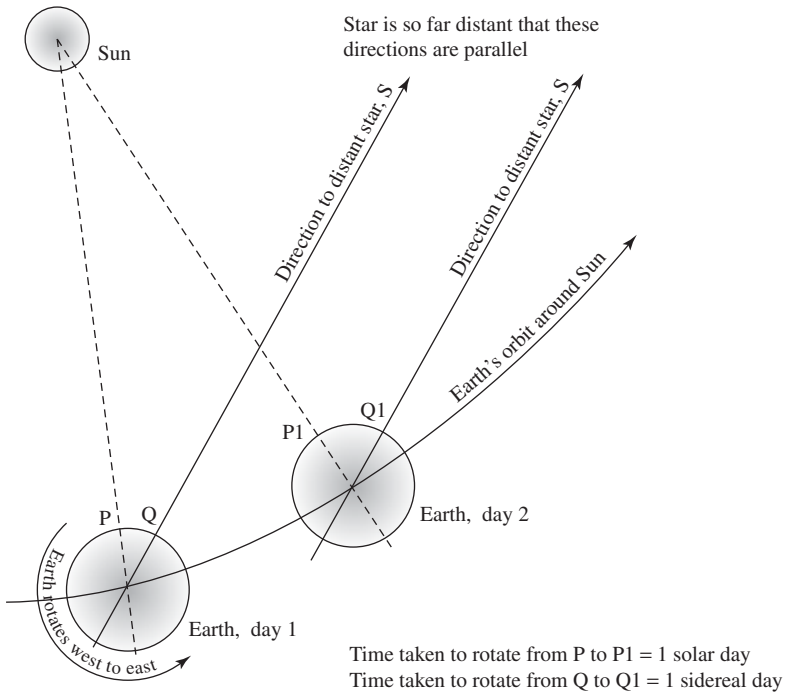 Star is so far distant that these
directions are parallel
Sun
Direction to distant star, S
Direction to distant star, S
Earth's orbit around Sun
Q1
P1
Earth, day 2
P
Q
Earth rotates west to east
Earth, day 1
Time taken to rotate from P to P1 = 1 solar day
Time taken to rotate from Q to Q1 = 1 sidereal day